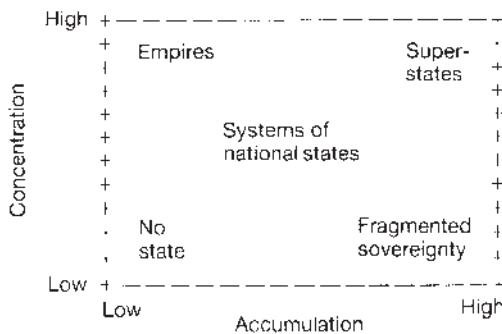 High
Empires
Super-
states
Concentration
Systems of
national states
No
state
Fragmented
sovereignty
Low
Low
High
Accumulation